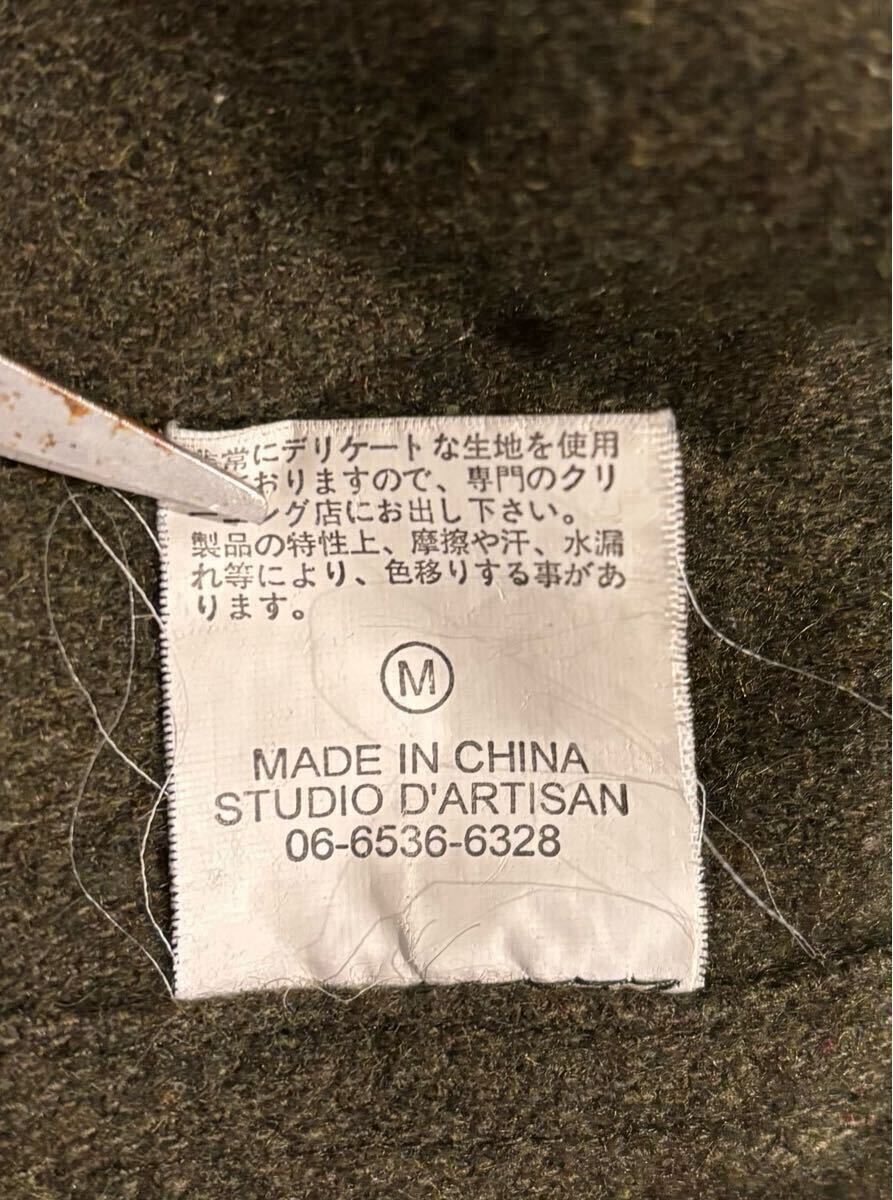 非常にデリケートな生地を使用
おりますので、専門のクリ
ング店にお出し下さい。
製品の特性上、摩擦や汗、水漏
れ等により、色移りする事があ
ります。
M
MADE IN CHINA
STUDIO D'ARTISAN
06-6536-6328